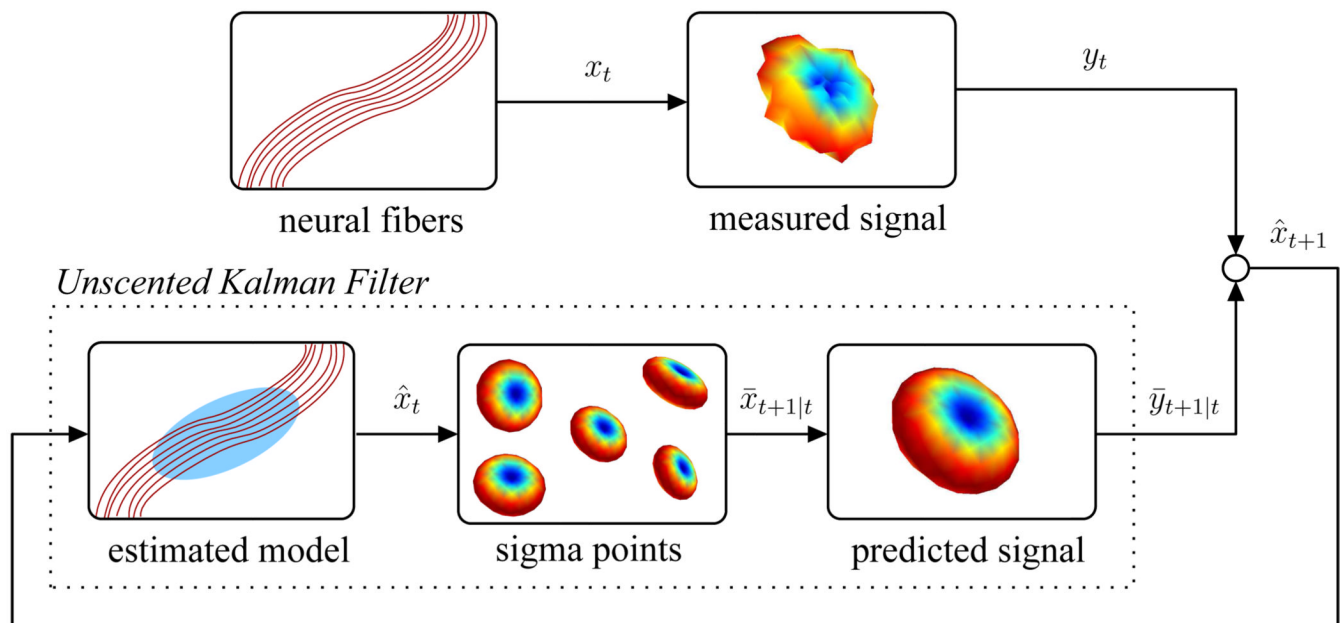 x_t
y_t
neural fibers
measured signal
x̂_{t+1}
Unscented Kalman Filter
x̂_t
x̄_{t+1|t}
ȳ_{t+1|t}
estimated model
sigma points
predicted signal